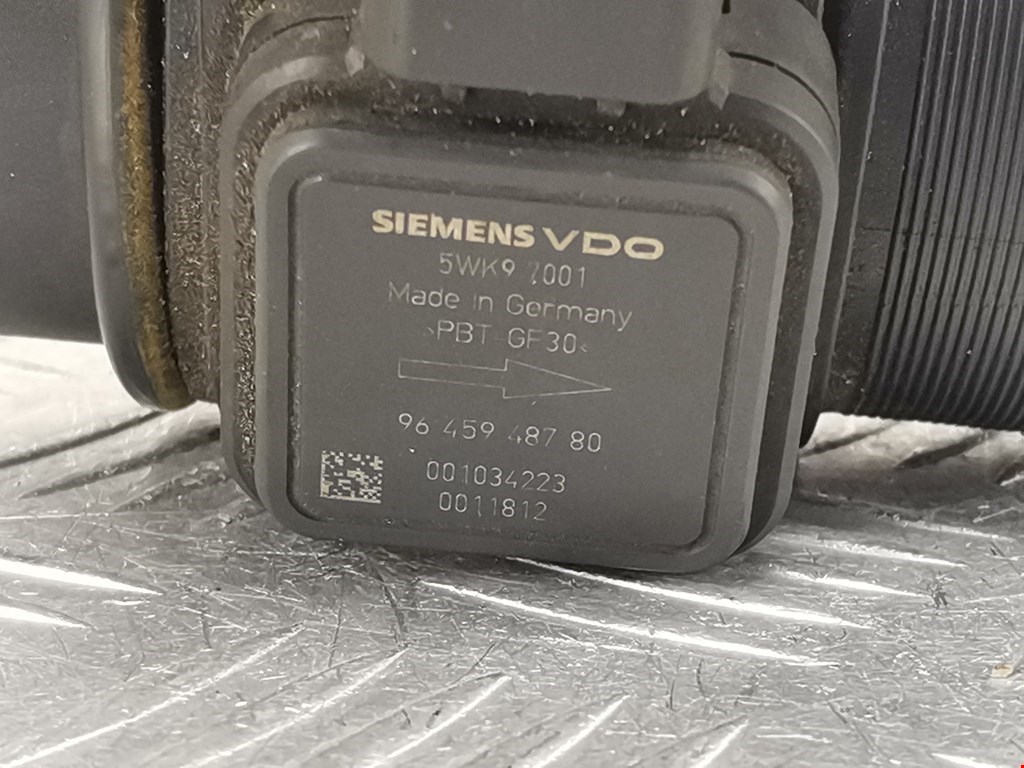 SIEMENS VDO
5WK9 7001
Made in Germany
>PBT-GF30<
96 459 487 80
001034223
0011812